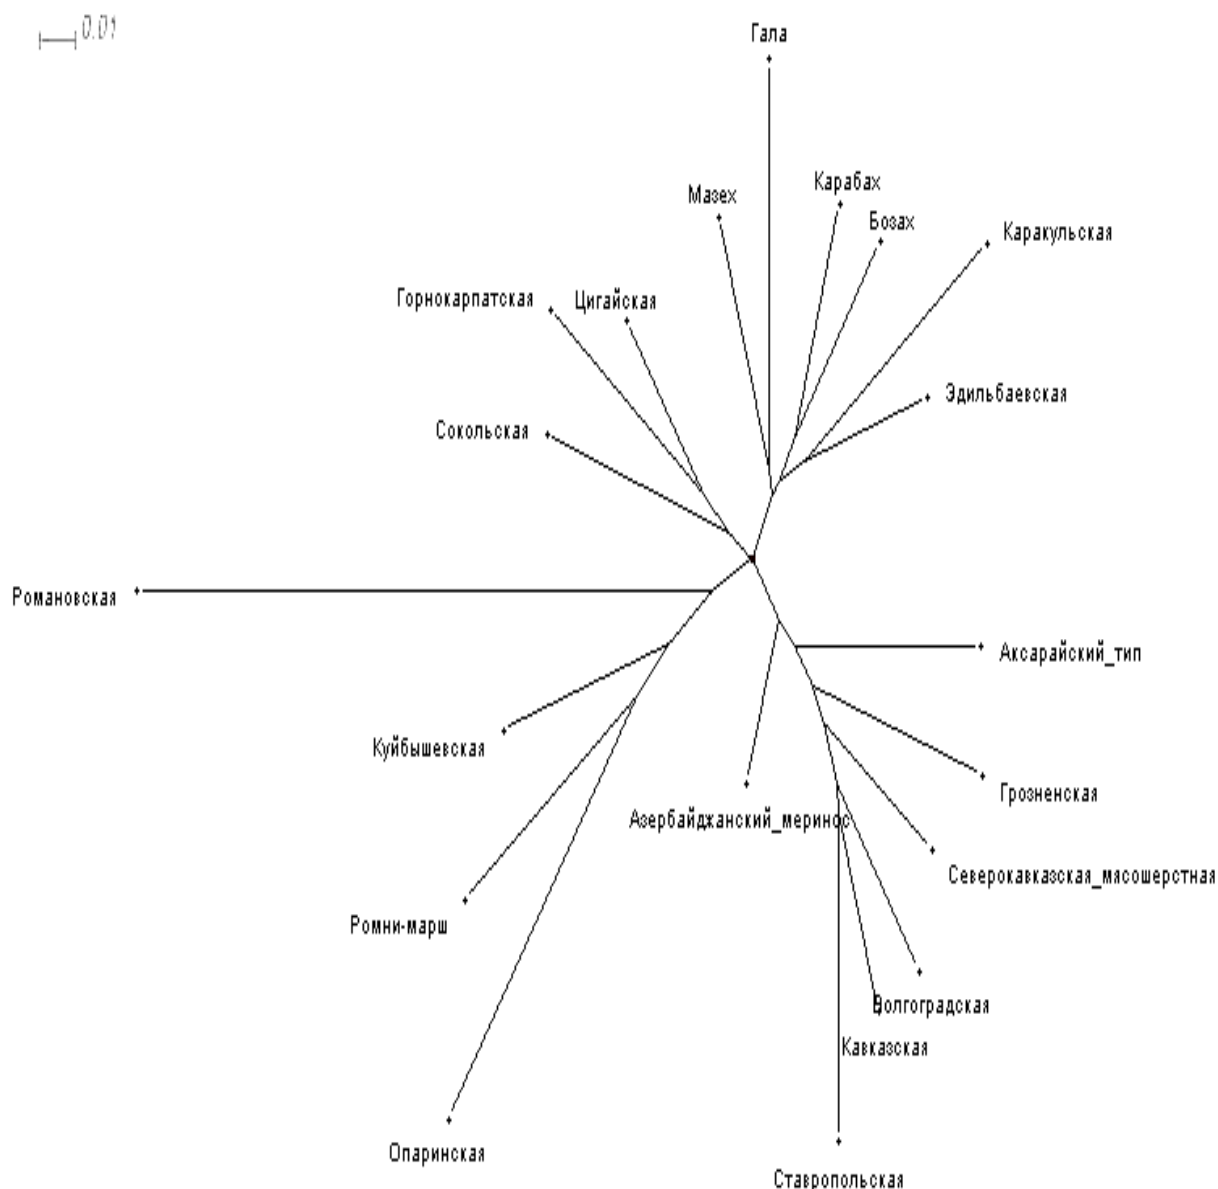 0.01
Гала
Карабах
Мазех
Бозах
Каракульская
Горнокарпатская
Цигайская
Эдильбаевская
Сокольская
Романовская
Аксарайский_тип
Куйбышевская
Грозненская
Азербайджанский_меринос
Северокавказская_мясошерстная
Ромни-марш
Волгоградская
Кавказская
Опаринская
Ставропольская